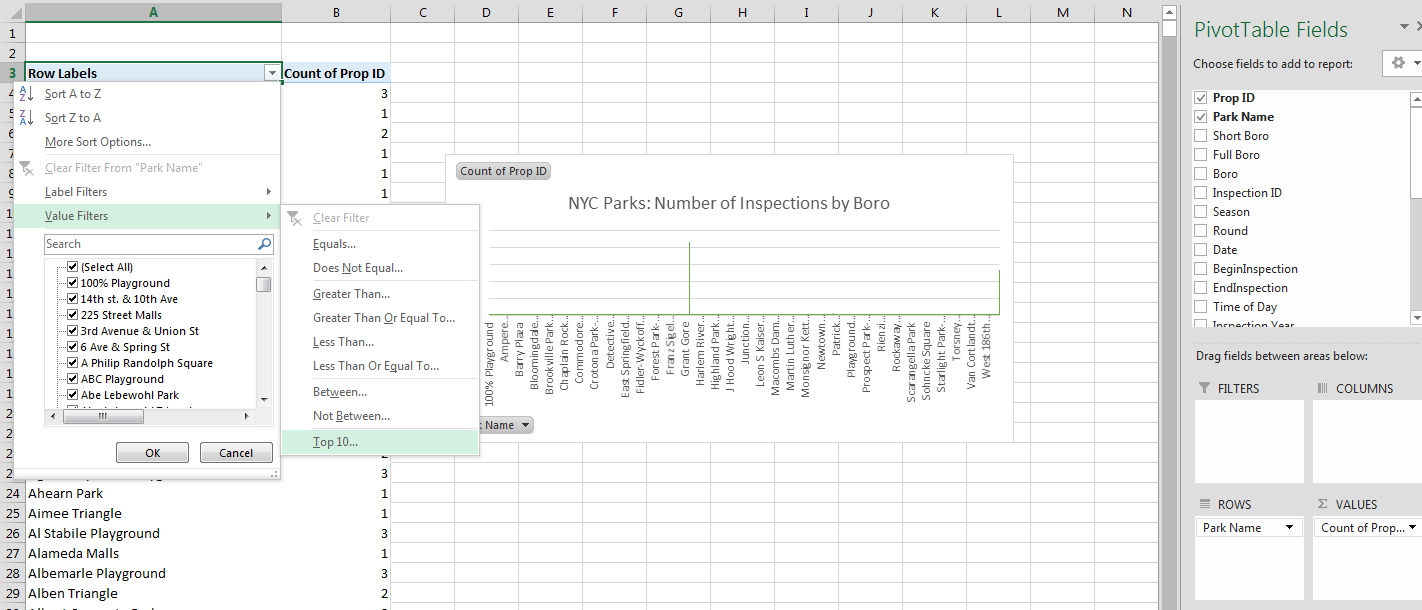 A B C D E F G H I J K L M N
1
2
3 Row Labels Count of Prop ID
3
1
2
1
1
1
Sort A to Z
Sort Z to A
More Sort Options...
Clear Filter From "Park Name"
Label Filters
Value Filters
Search
(Select All)
100% Playground
14th st. & 10th Ave
225 Street Malls
3rd Avenue & Union St
6 Ave & Spring St
A Philip Randolph Square
ABC Playground
Abe Lebewohl Park
OK Cancel
Clear Filter
Equals...
Does Not Equal...
Greater Than...
Greater Than Or Equal To...
Less Than...
Less Than Or Equal To...
Between...
Not Between...
Top 10...
3
24 Ahearn Park 1
25 Aimee Triangle 1
26 Al Stabile Playground 3
27 Alameda Malls 1
28 Albemarle Playground 3
29 Alben Triangle 2
Count of Prop ID
NYC Parks: Number of Inspections by Boro
100% Playground
Ampere...
Barry Plaza
Bloomingdale...
Brookville Park...
Chaplain Rock...
Commodore...
Crotona Park-...
Detective...
East Springfield...
Fidler-Wyckoff...
Forest Park-...
Franz Sigel...
Grant Gore
Harlem River...
Highland Park...
J Hood Wright...
Junction...
Leon S Kaiser...
Macombs Dam...
Martin Luther...
Monsignor Kett...
Newtown...
Patrick...
Playground...
Prospect Park-...
Rienzi...
Rockaway...
Scarangella Park
Sohncke Square
Starlight Park-...
Torsney...
Van Cortlandt...
West 186th...
Name
PivotTable Fields
Choose fields to add to report:
Prop ID
Park Name
Short Boro
Full Boro
Boro
Inspection ID
Season
Round
Date
BeginInspection
EndInspection
Time of Day
Inspection Year
Drag fields between areas below:
FILTERS COLUMNS
ROWS Σ VALUES
Park Name Count of Prop...